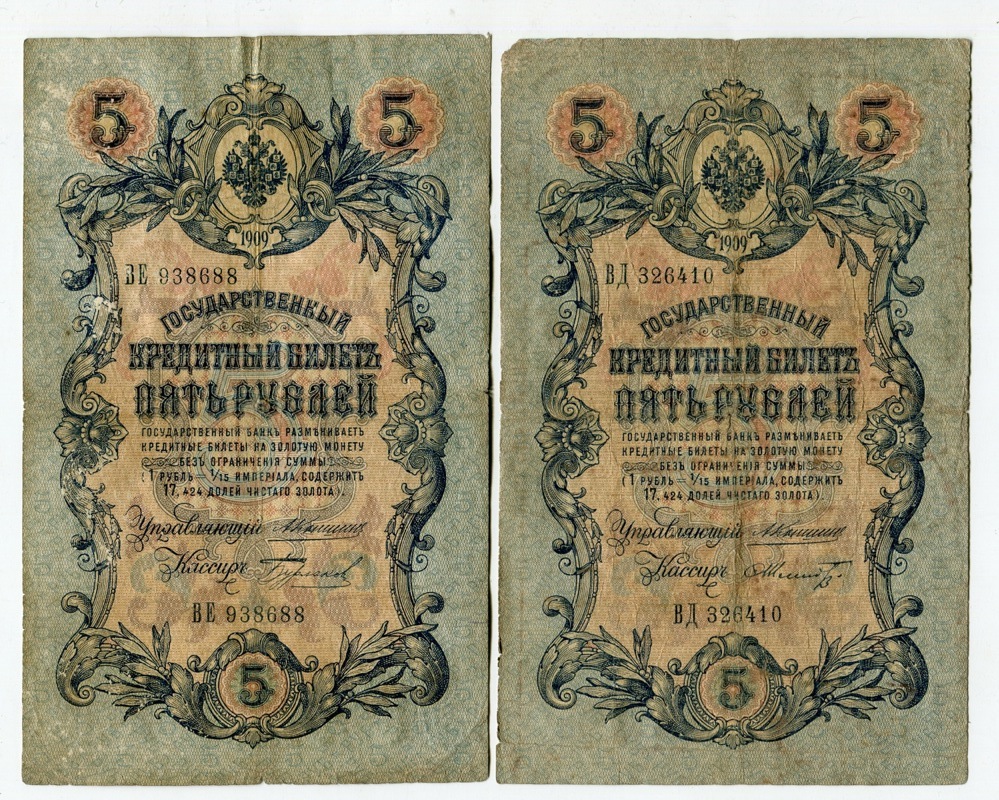 5 5
1909
ВЕ 938688
ГОСУДАРСТВЕННЫЙ
КРЕДИТНЫЙ БИЛЕТЪ
ПЯТЬ РУБЛЕЙ
ГОСУДАРСТВЕННЫЙ БАНКЪ РАЗМѢНИВАЕТЪ
КРЕДИТНЫЕ БИЛЕТЫ НА ЗОЛОТУЮ МОНЕТУ
БЕЗЪ ОГРАНИЧЕНІЯ СУММЫ
(1 РУБЛЬ = 1/15 ИМПЕРІАЛА, СОДЕРЖИТЪ
17,424 ДОЛЕЙ ЧИСТАГО ЗОЛОТА).
Управляющій
Кассиръ
ВЕ 938688
5
5 5
1909
ВД 326410
ГОСУДАРСТВЕННЫЙ
КРЕДИТНЫЙ БИЛЕТЪ
ПЯТЬ РУБЛЕЙ
ГОСУДАРСТВЕННЫЙ БАНКЪ РАЗМѢНИВАЕТЪ
КРЕДИТНЫЕ БИЛЕТЫ НА ЗОЛОТУЮ МОНЕТУ
БЕЗЪ ОГРАНИЧЕНІЯ СУММЫ
(1 РУБЛЬ = 1/15 ИМПЕРІАЛА, СОДЕРЖИТЪ
17,424 ДОЛЕЙ ЧИСТАГО ЗОЛОТА).
Управляющій
Кассиръ
ВД 326410
5